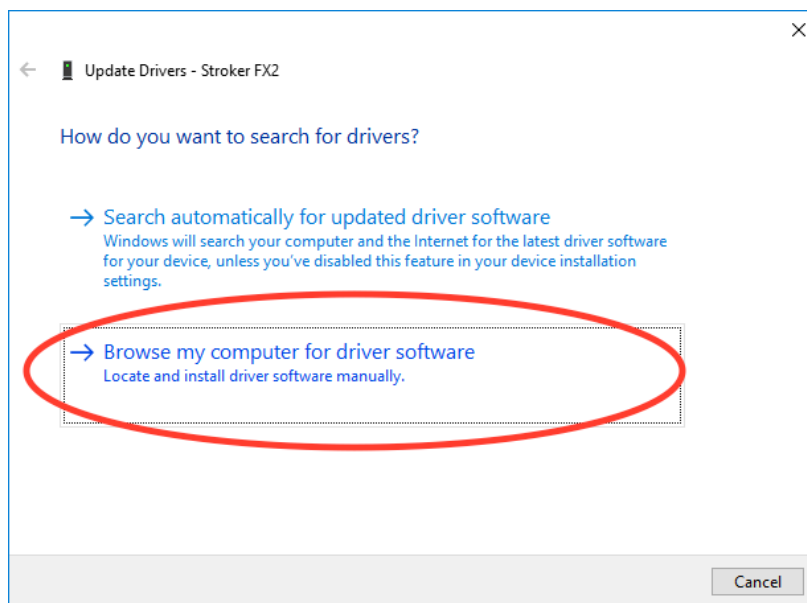 Update Drivers - Stroker FX2
How do you want to search for drivers?
Search automatically for updated driver software
Windows will search your computer and the Internet for the latest driver software
for your device, unless you've disabled this feature in your device installation
settings.
Browse my computer for driver software
Locate and install driver software manually.
Cancel